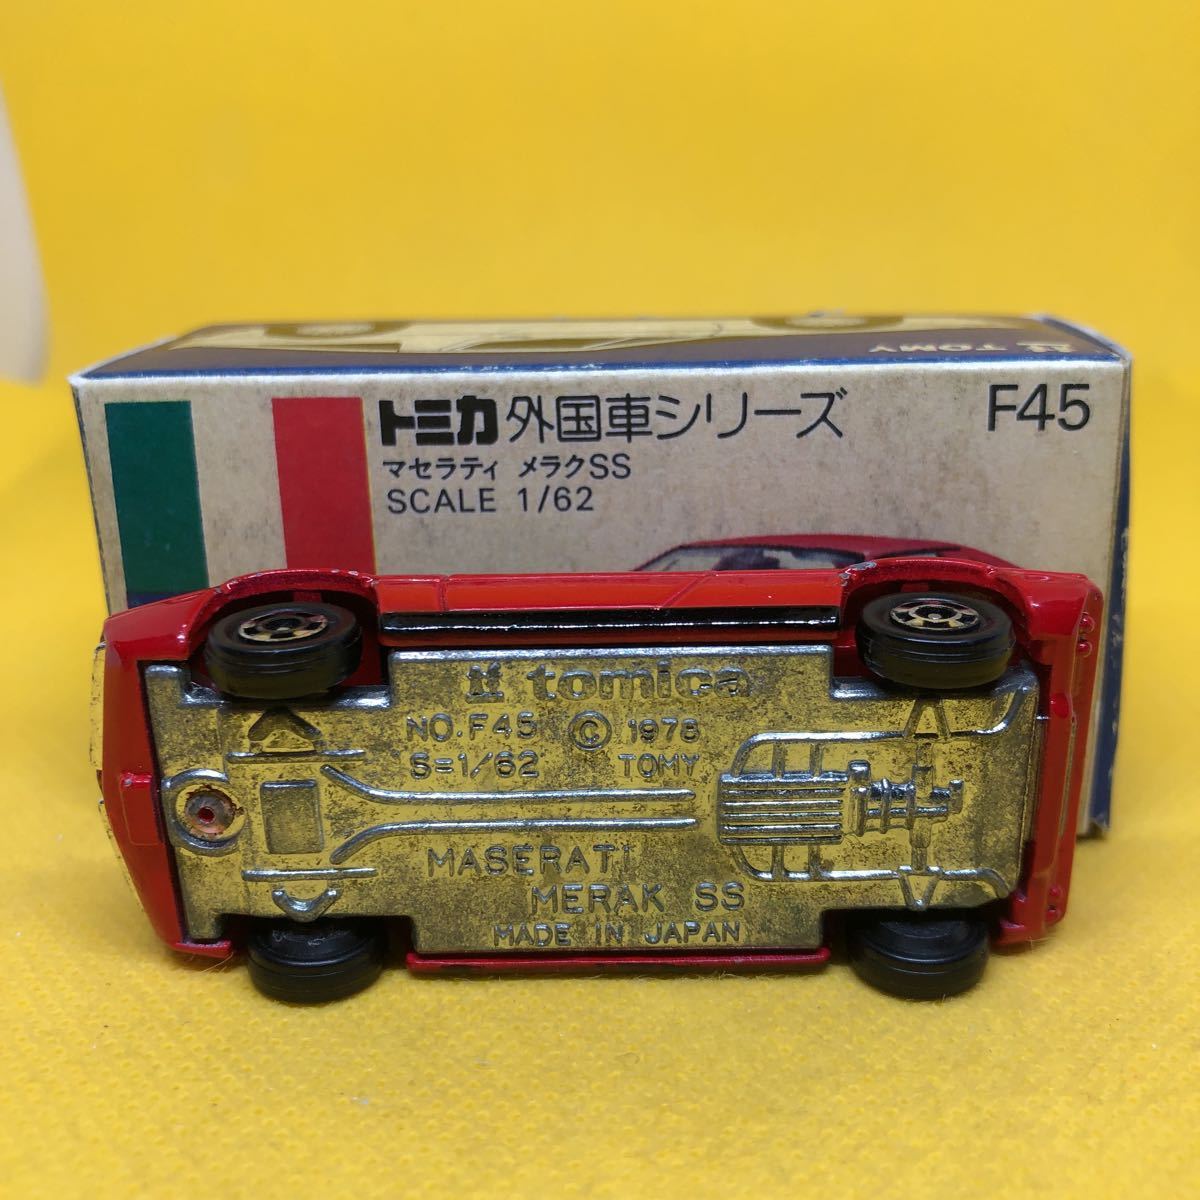 TOMY
トミカ 外国車シリーズ F45
マセラティ メラクSS
SCALE 1/62
tomica
NO. F45 © 1978
S=1/62 TOMY
MASERATI
MERAK SS
MADE IN JAPAN